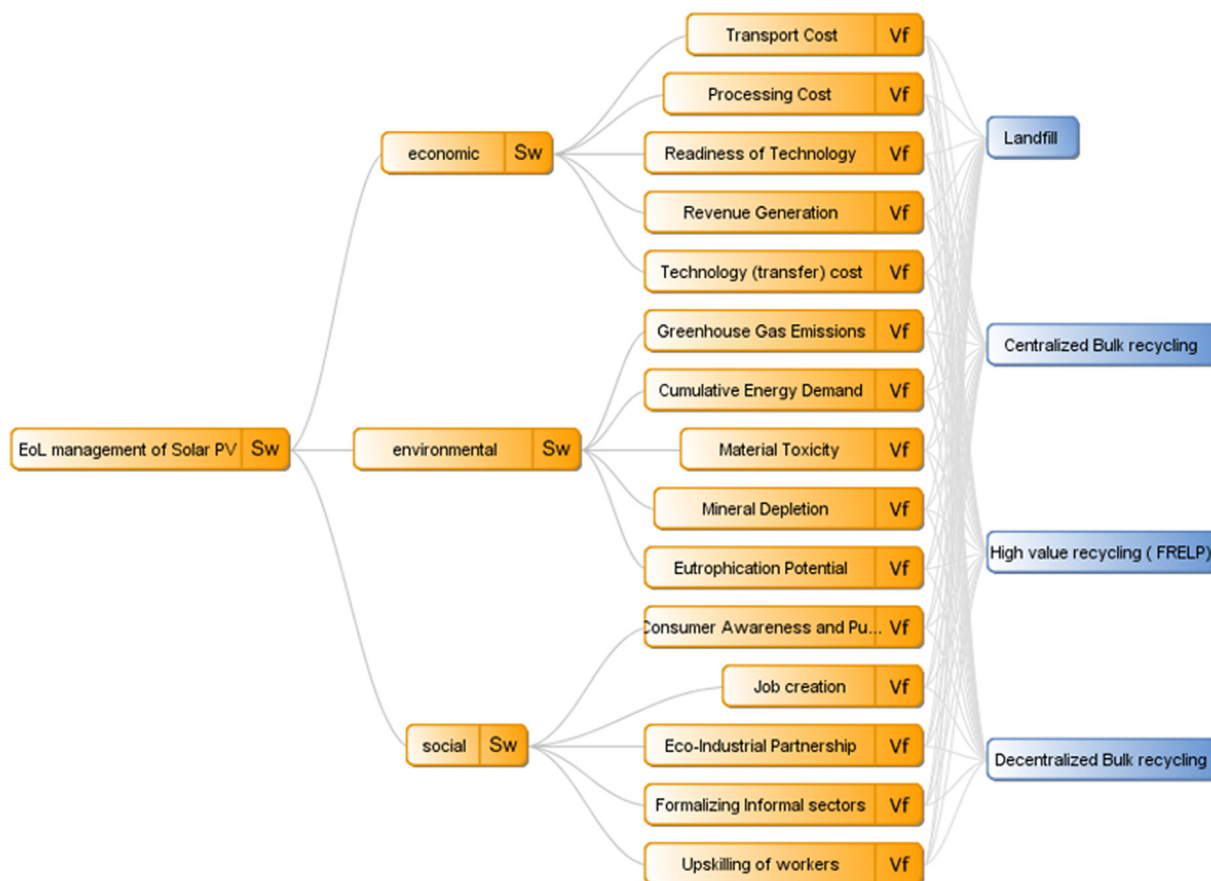 Transport Cost Vf
Processing Cost Vf
Landfill
economic Sw
Readiness of Technology Vf
Revenue Generation Vf
Technology (transfer) cost Vf
Greenhouse Gas Emissions Vf
Centralized Bulk recycling
Cumulative Energy Demand Vf
EoL management of Solar PV Sw
environmental Sw
Material Toxicity Vf
Mineral Depletion Vf
High value recycling ( FRELP)
Eutrophication Potential Vf
Consumer Awareness and Pu... Vf
Job creation Vf
social Sw
Eco-Industrial Partnership Vf
Decentralized Bulk recycling
Formalizing Informal sectors Vf
Upskilling of workers Vf